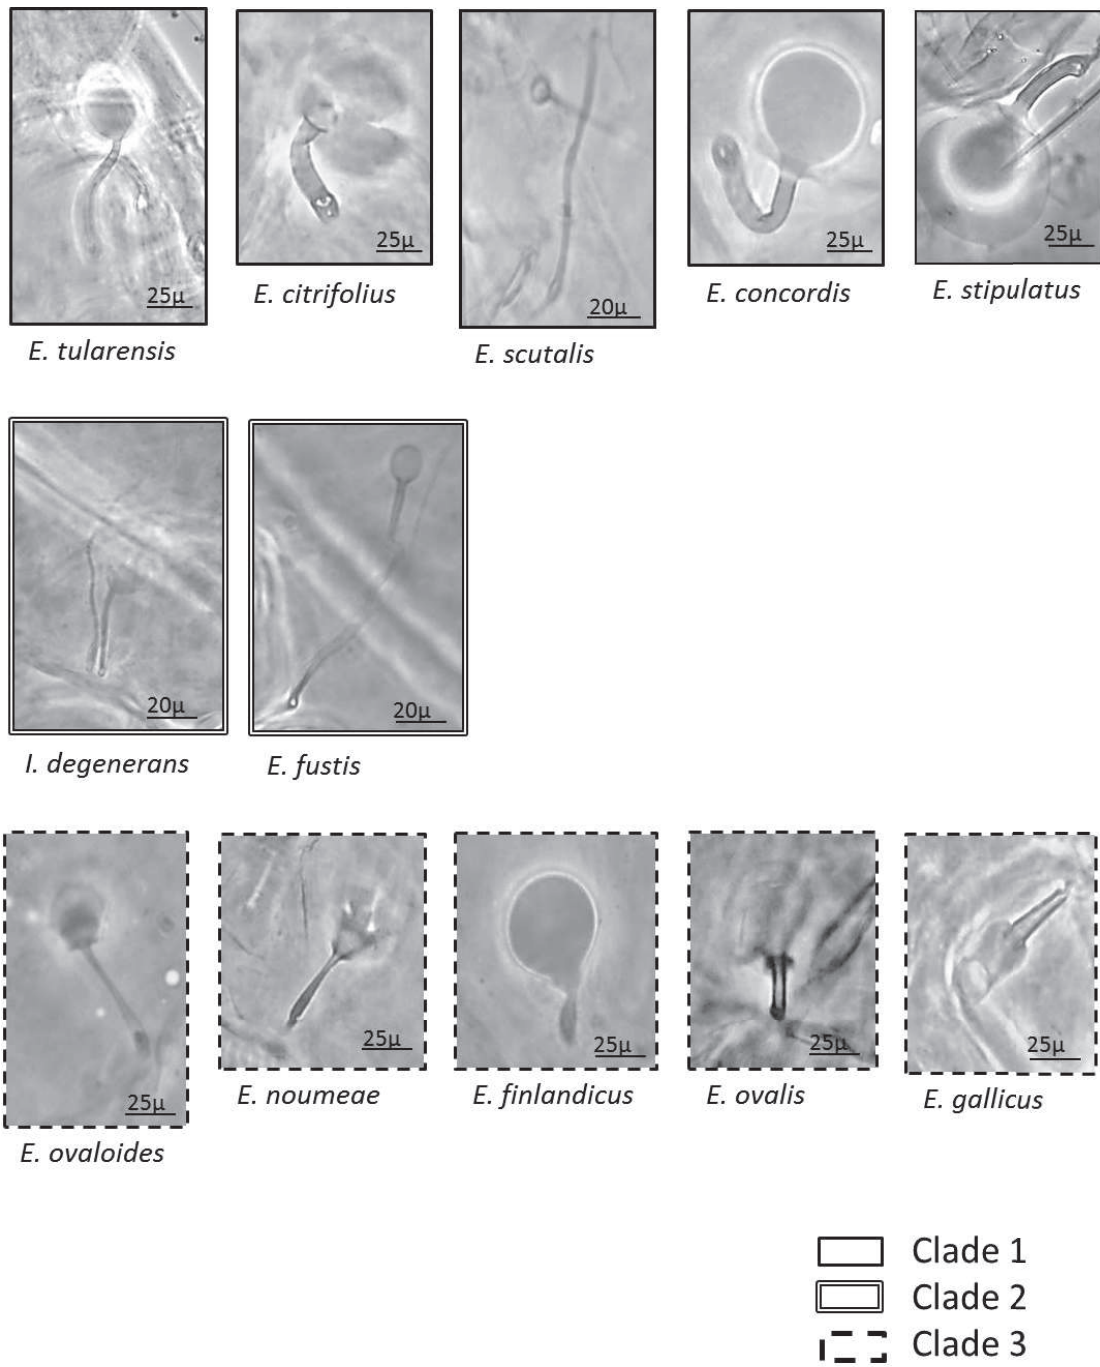 25µ
25µ
20µ
25µ
25µ
E. tularensis
E. citrifolius
E. scutalis
E. concordis
E. stipulatus
20µ
20µ
I. degenerans
E. fustis
25µ
25µ
25µ
25µ
25µ
E. ovaloides
E. noumeae
E. finlandicus
E. ovalis
E. gallicus
Clade 1
Clade 2
Clade 3